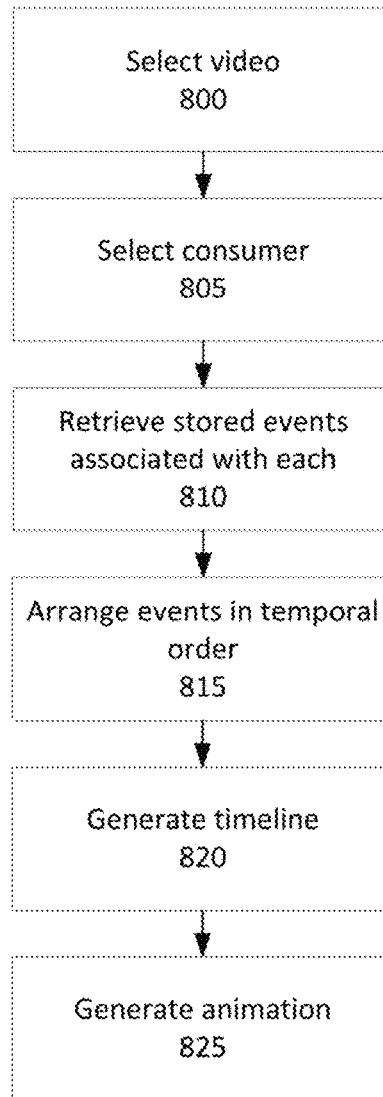 Select video
800
Select consumer
805
Retrieve stored events
associated with each
810
Arrange events in temporal
order
815
Generate timeline
820
Generate animation
825